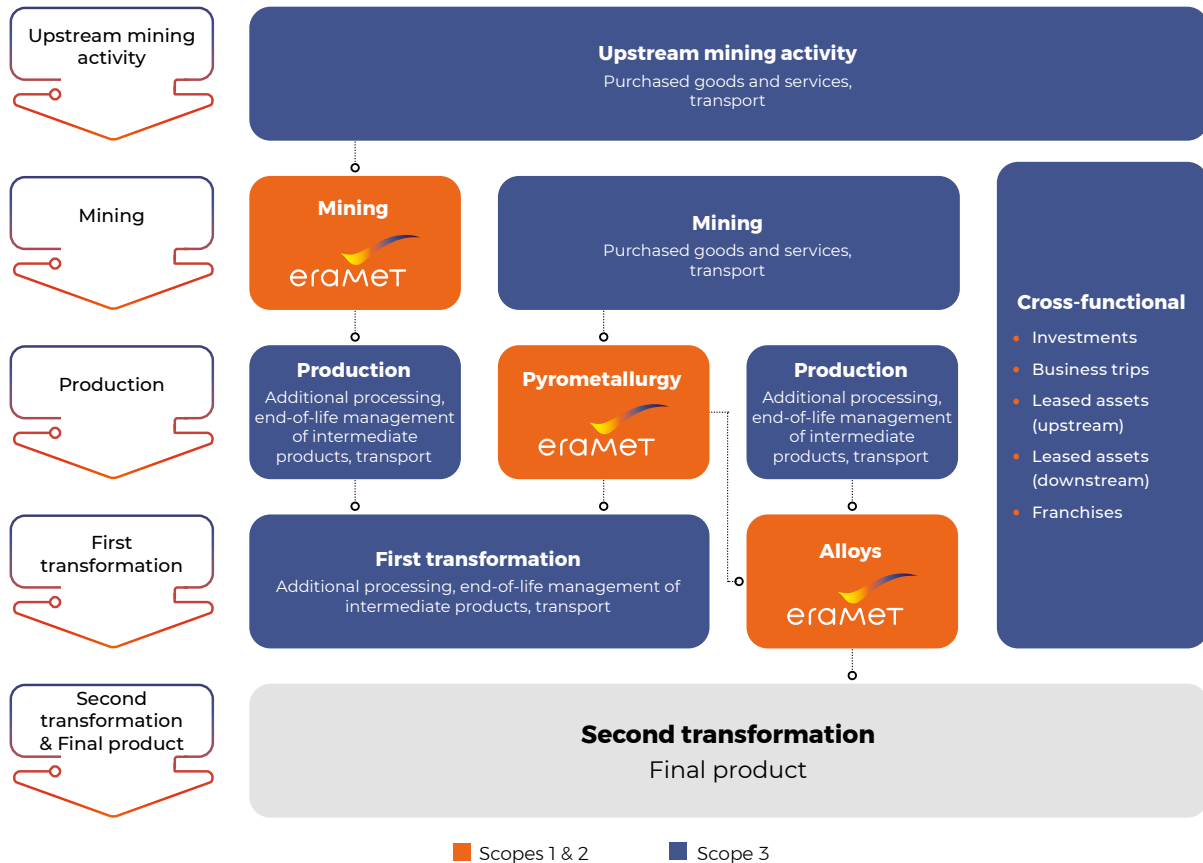 Upstream mining
activity
Upstream mining activity
Purchased goods and services,
transport
Mining
Mining
eramet
Mining
Purchased goods and services,
transport
Cross-functional
• Investments
• Business trips
• Leased assets
(upstream)
• Leased assets
(downstream)
• Franchises
Production
Production
Additional processing,
end-of-life management
of intermediate
products, transport
Pyrometallurgy
eramet
Production
Additional processing,
end-of-life management
of intermediate
products, transport
First
transformation
First transformation
Additional processing, end-of-life management of
intermediate products, transport
Alloys
eramet
Second
transformation
& Final product
Second transformation
Final product
Scopes 1 & 2
Scope 3